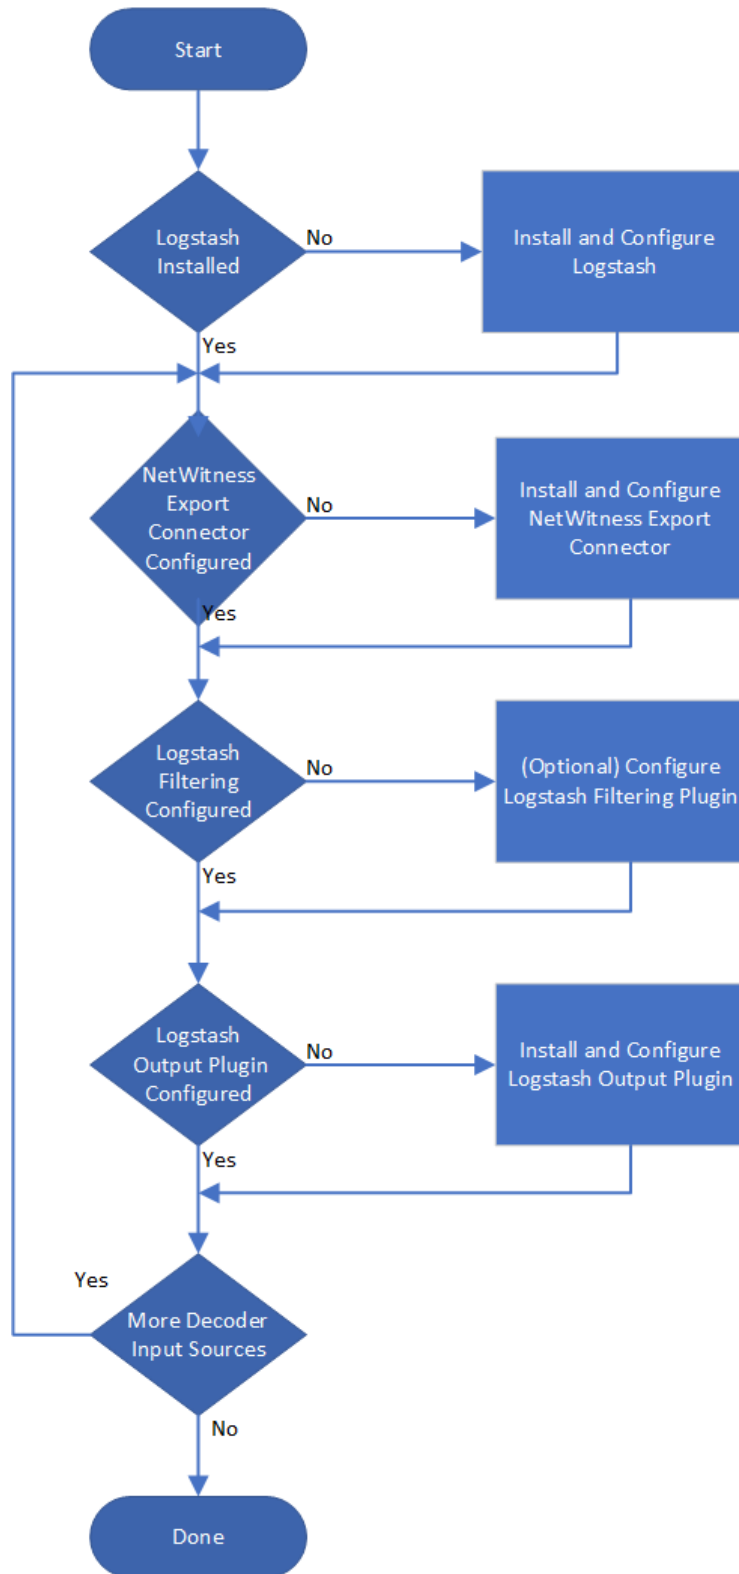 Start
Logstash
Installed
No
Install and Configure
Logstash
Yes
NetWitness
Export
Connector
Configured
No
Install and Configure
NetWitness Export
Connector
Yes
Logstash
Filtering
Configured
No
(Optional) Configure
Logstash Filtering Plugin
Yes
Logstash
Output Plugin
Configured
No
Install and Configure
Logstash Output Plugin
Yes
Yes
More Decoder
Input Sources
No
Done